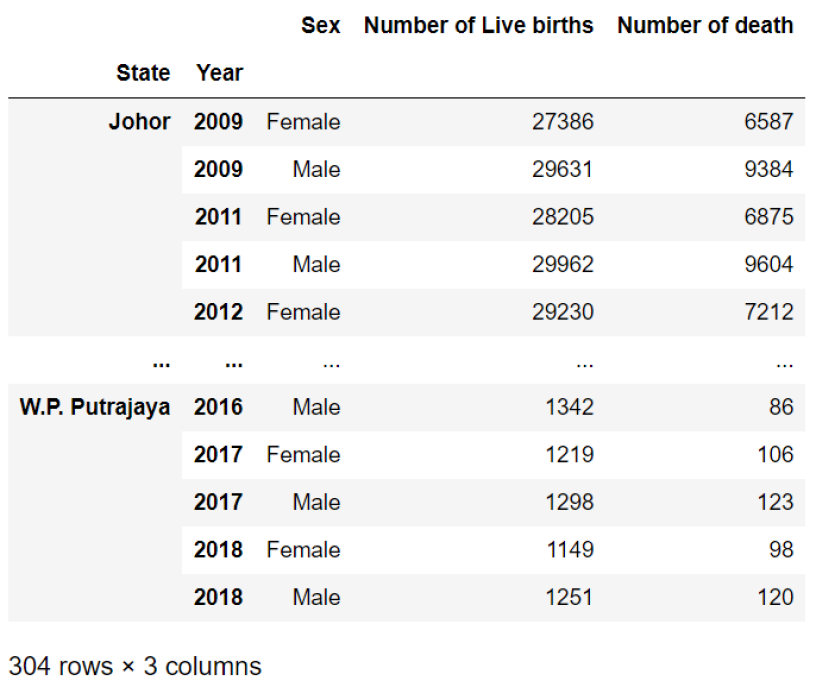 Sex Number of Live births Number of death
State Year
Johor 2009 Female 27386 6587
2009 Male 29631 9384
2011 Female 28205 6875
2011 Male 29962 9604
2012 Female 29230 7212
... ... ... ... ...
W.P. Putrajaya 2016 Male 1342 86
2017 Female 1219 106
2017 Male 1298 123
2018 Female 1149 98
2018 Male 1251 120
304 rows × 3 columns